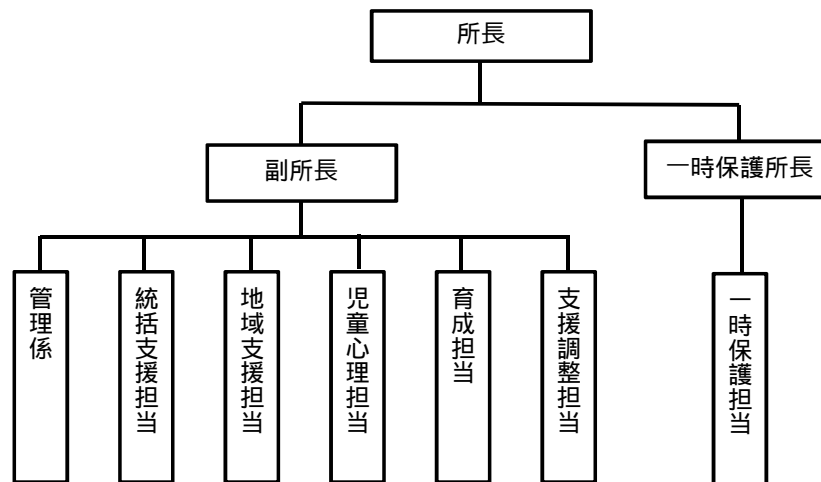 所長
副所長
一時保護所長
管理係
統括支援担当
地域支援担当
児童心理担当
育成担当
支援調整担当
一時保護担当